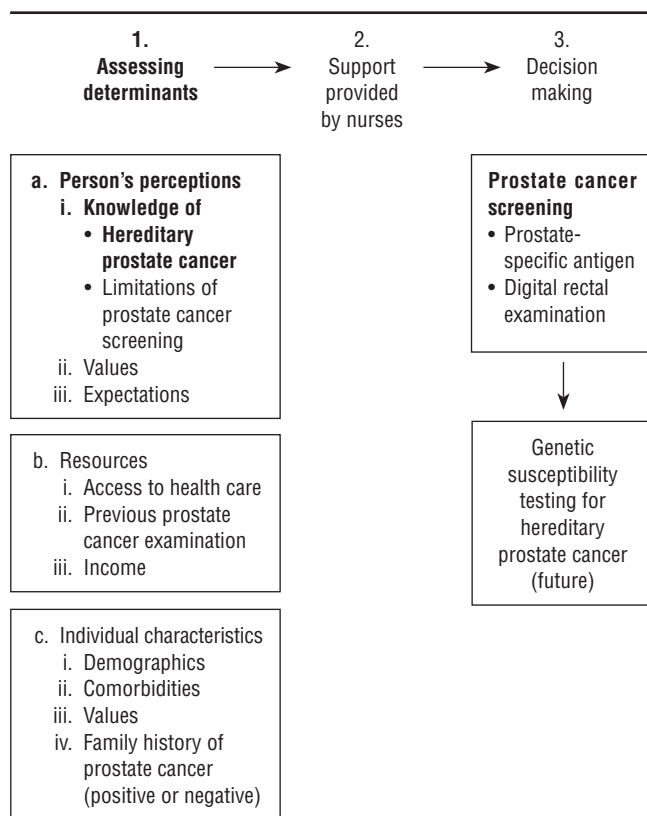 1.
Assessing
determinants
2.
Support
provided
by nurses
3.
Decision
making
a. Person's perceptions
i. Knowledge of
• Hereditary
prostate cancer
• Limitations of
prostate cancer
screening
ii. Values
iii. Expectations
b. Resources
i. Access to health care
ii. Previous prostate
cancer examination
iii. Income
c. Individual characteristics
i. Demographics
ii. Comorbidities
iii. Values
iv. Family history of
prostate cancer
(positive or negative)
Prostate cancer
screening
• Prostate-
specific antigen
• Digital rectal
examination
Genetic
susceptibility
testing for
hereditary
prostate cancer
(future)